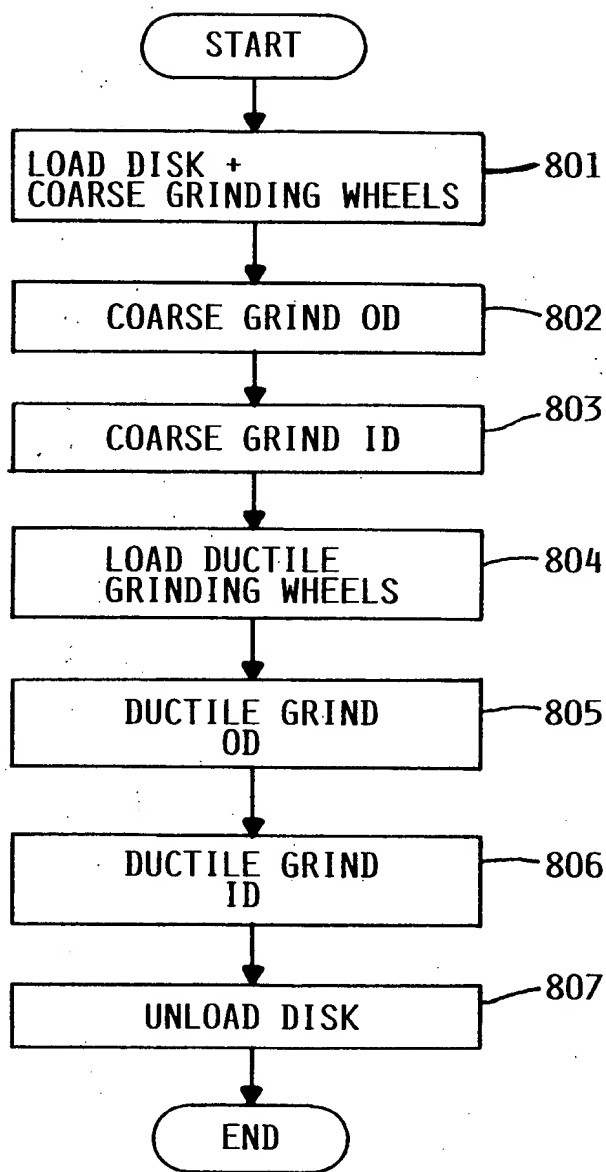 START
LOAD DISK +
COARSE GRINDING WHEELS
801
COARSE GRIND OD
802
COARSE GRIND ID
803
LOAD DUCTILE
GRINDING WHEELS
804
DUCTILE GRIND
OD
805
DUCTILE GRIND
ID
806
UNLOAD DISK
807
END